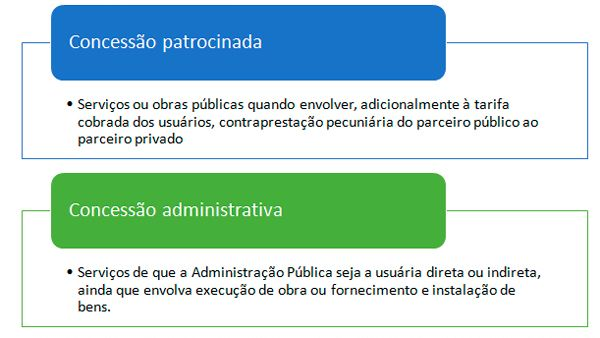 Concessão patrocinada
• Serviços ou obras públicas quando envolver, adicionalmente à tarifa
cobrada dos usuários, contraprestação pecuniária do parceiro público ao
parceiro privado
Concessão administrativa
• Serviços de que a Administração Pública seja a usuária direta ou indireta,
ainda que envolva execução de obra ou fornecimento e instalação de
bens.